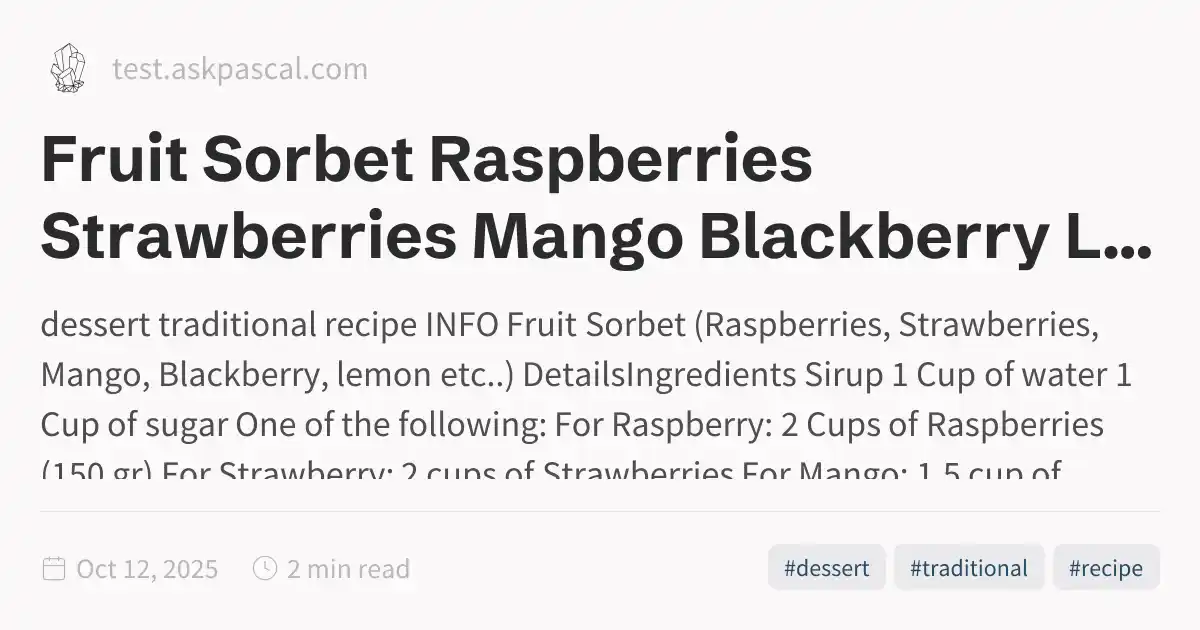 test.askpascal.com
Fruit Sorbet Raspberries
Strawberries Mango Blackberry L...
dessert traditional recipe INFO Fruit Sorbet (Raspberries, Strawberries,
Mango, Blackberry, lemon etc..) DetailsIngredients Sirup 1 Cup of water 1
Cup of sugar One of the following: For Raspberry: 2 Cups of Raspberries
(150 gr) For Strawberry: 2 cups of Strawberries For Mango: 1.5 cup of
Oct 12, 2025
2 min read
#dessert
#traditional
#recipe